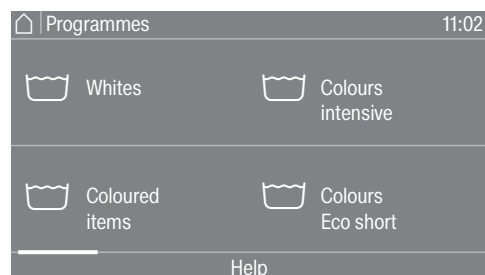 Programmes 11:02
Whites
Colours
intensive
Coloured
items
Colours
Eco short
Help